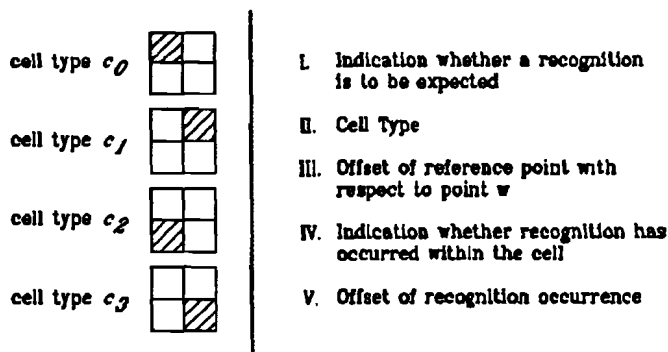 cell type c0
cell type c1
cell type c2
cell type c3
I. Indication whether a recognition
is to be expected
II. Cell Type
III. Offset of reference point with
respect to point w
IV. Indication whether recognition has
occurred within the cell
V. Offset of recognition occurrence